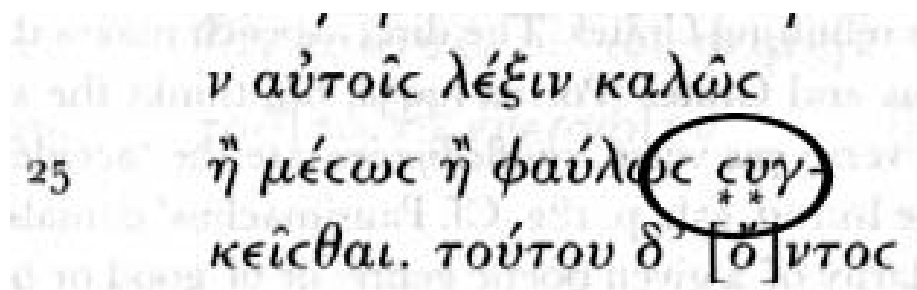 ν αὐτοῖϲ λέξιν καλῶϲ
25 ἢ μέϲωϲ ἢ φαύλωϲ ϲυγ-
κεῖϲθαι. τούτου δ’ [ὄ]ντοϲ